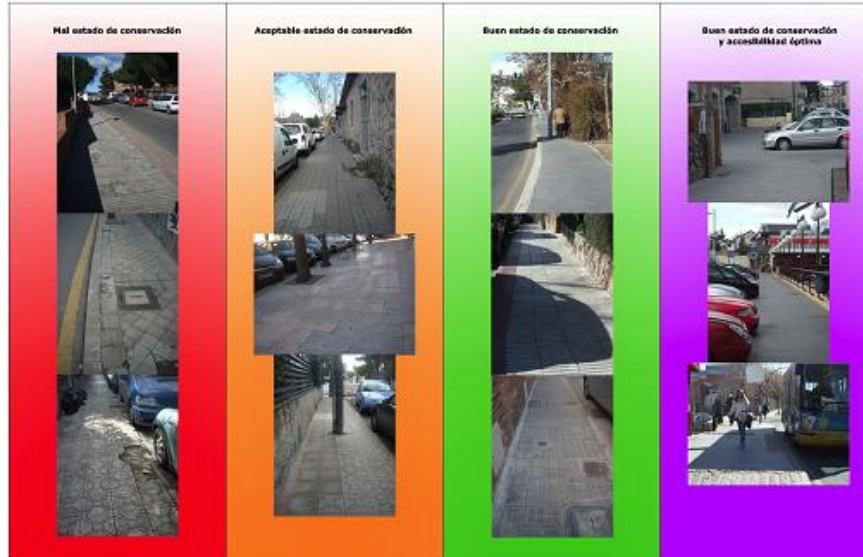 Mal estado de conservación
Aceptable estado de conservación
Buen estado de conservación
Buen estado de conservación
y accesibilidad óptima